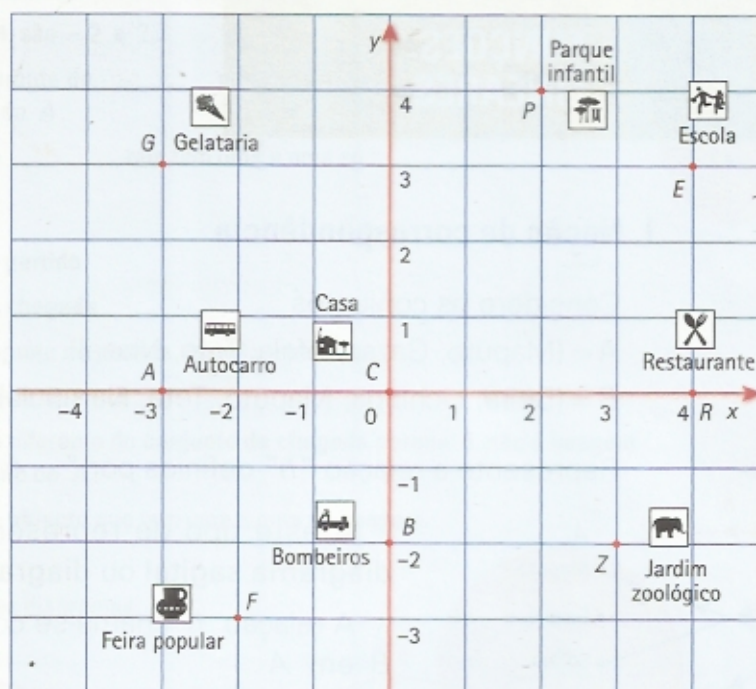 y
Parque
infantil
4
P
G
Gelataria
Escola
3
E
2
Casa
1
Autocarro
Restaurante
A
C
-4
-3
-2
-1
0
1
2
3
4
R
x
-1
B
Bombeiros
-2
Z
Jardim
zoológico
F
Feira popular
-3